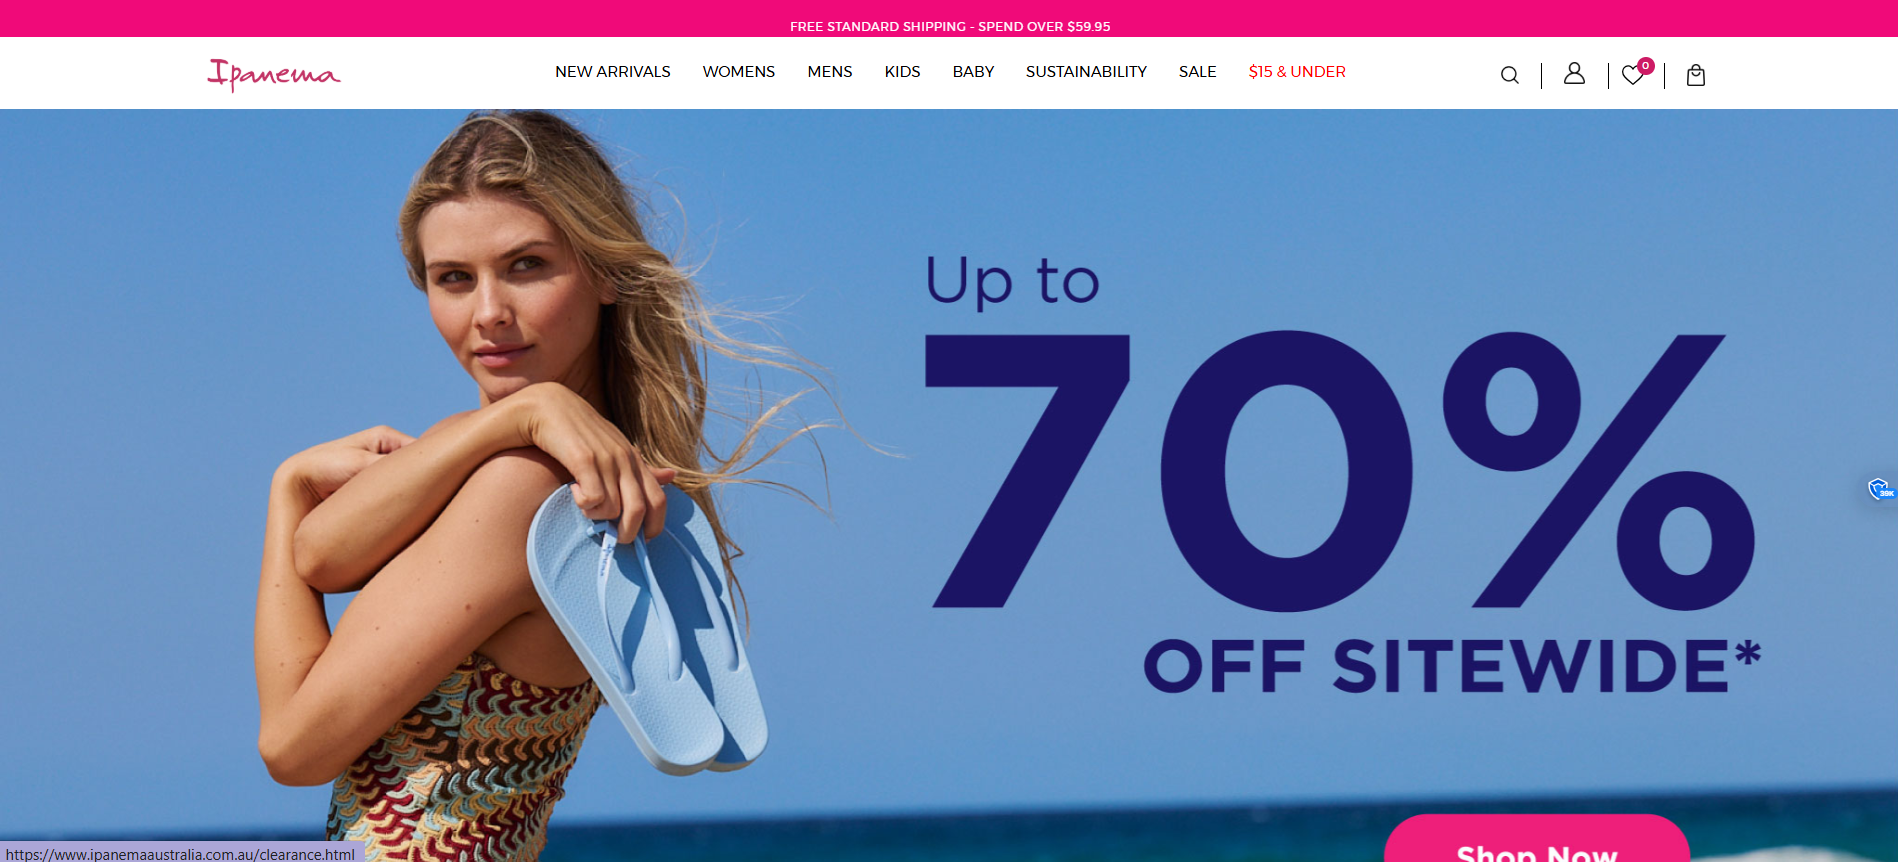 FREE STANDARD SHIPPING - SPEND OVER $59.95
Ipanema
NEW ARRIVALS WOMENS MENS KIDS BABY SUSTAINABILITY SALE $15 & UNDER
0
Up to
70%
OFF SITEWIDE*
39K
Shop Now
https://www.ipanemaaustralia.com.au/clearance.html